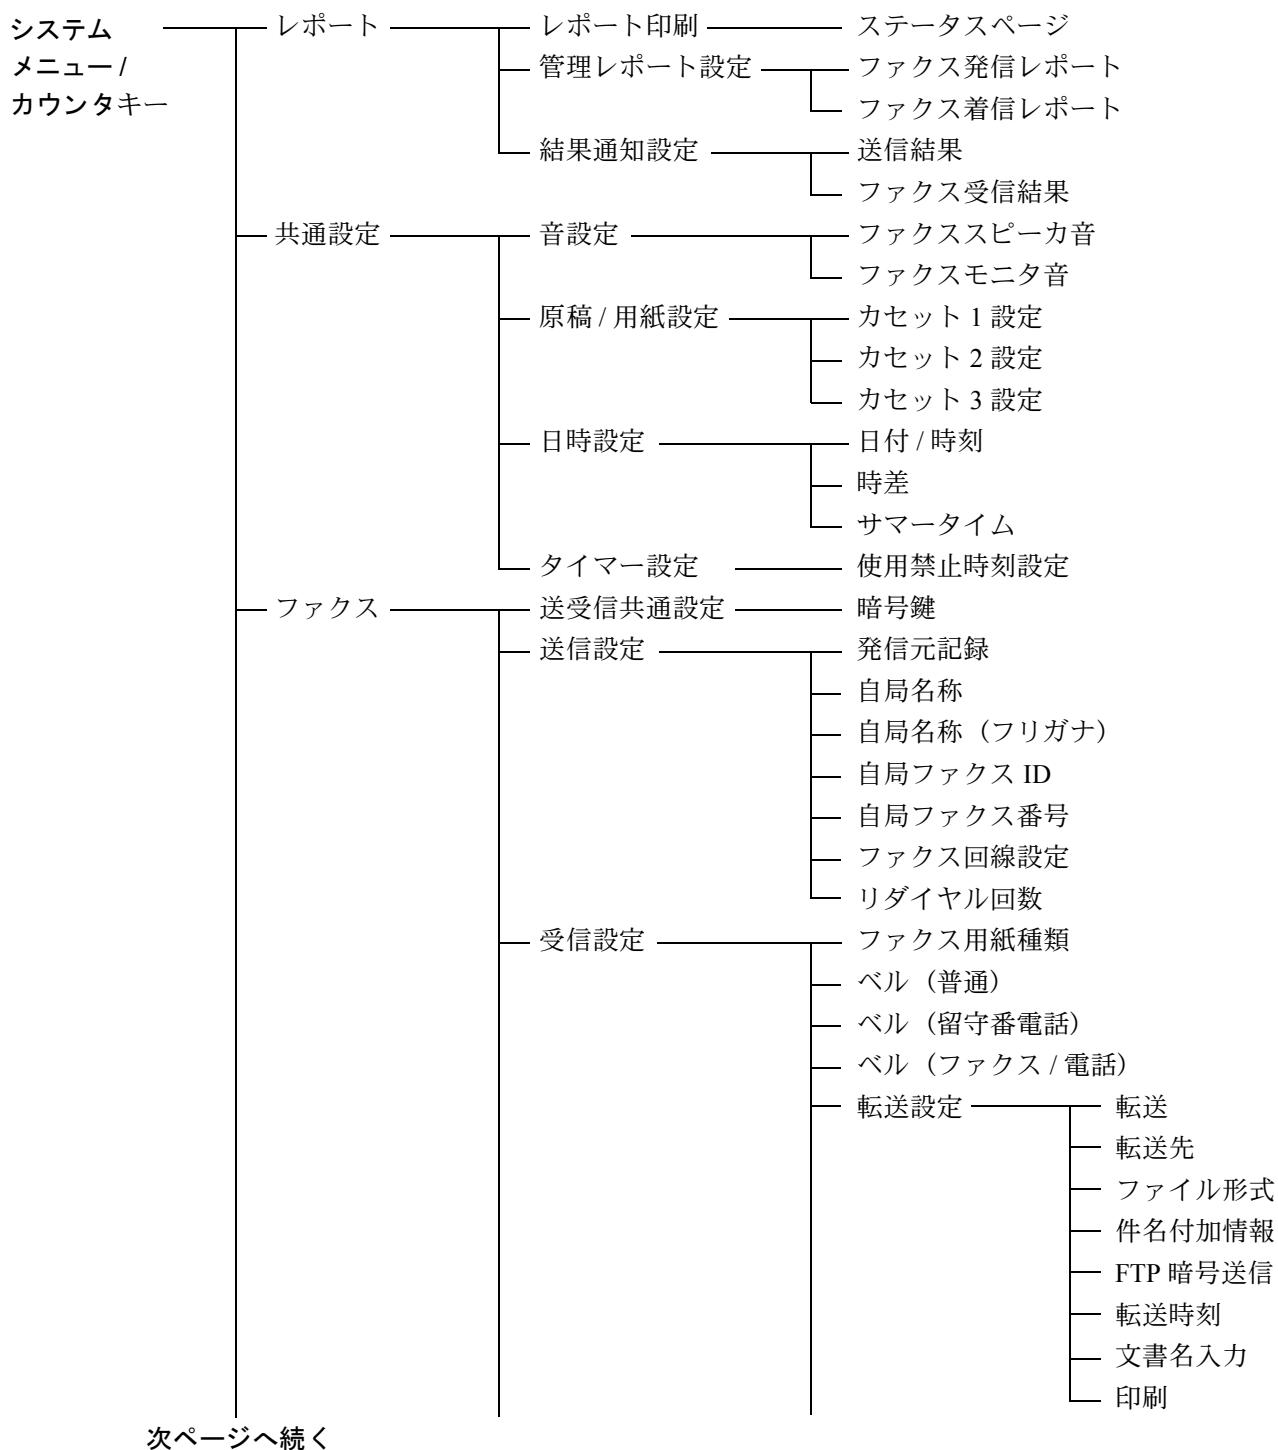 システム
メニュー /
カウンタキー
レポート
レポート印刷
ステータスページ
管理レポート設定
ファクス発信レポート
ファクス着信レポート
結果通知設定
送信結果
ファクス受信結果
共通設定
音設定
ファクススピーカ音
ファクスモニタ音
原稿 / 用紙設定
カセット 1 設定
カセット 2 設定
カセット 3 設定
日時設定
日付 / 時刻
時差
サマータイム
タイマー設定
使用禁止時刻設定
ファクス
送受信共通設定
暗号鍵
送信設定
発信元記録
自局名称
自局名称（フリガナ）
自局ファクス ID
自局ファクス番号
ファクス回線設定
リダイヤル回数
受信設定
ファクス用紙種類
ベル（普通）
ベル（留守番電話）
ベル（ファクス / 電話）
転送設定
転送
転送先
ファイル形式
件名付加情報
FTP 暗号送信
転送時刻
文書名入力
印刷
次ページへ続く